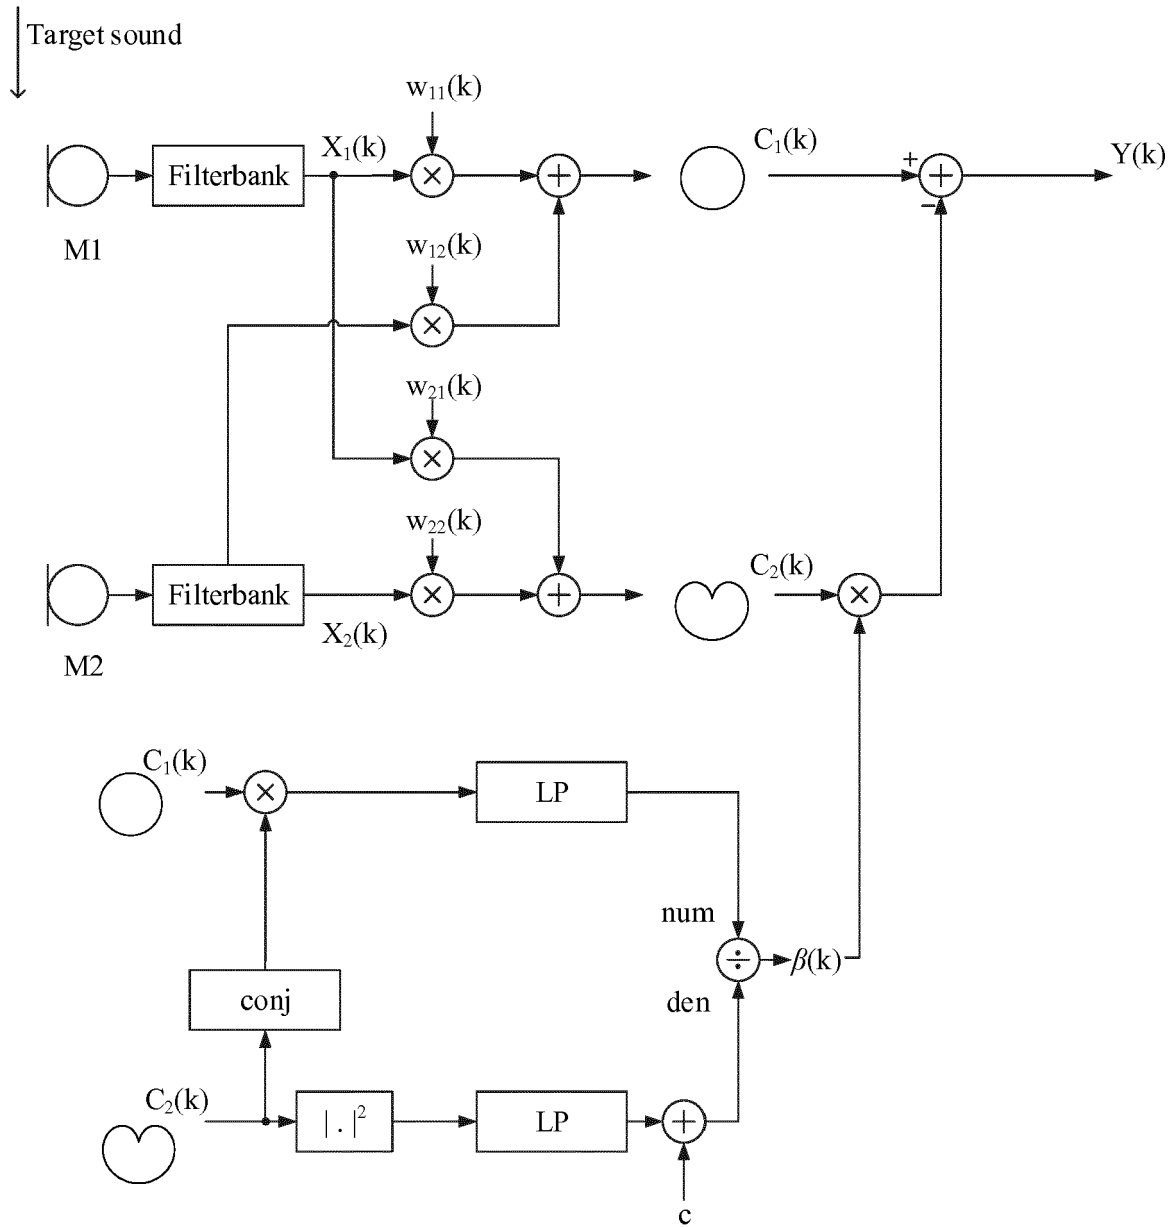 Target sound
w₁₁(k)
Filterbank
X₁(k)
×
+
C₁(k)
+
+
−
Y(k)
M1
w₁₂(k)
×
w₂₁(k)
×
w₂₂(k)
Filterbank
×
+
C₂(k)
×
X₂(k)
M2
C₁(k)
×
LP
num
÷
β(k)
den
conj
C₂(k)
|.|²
LP
+
c